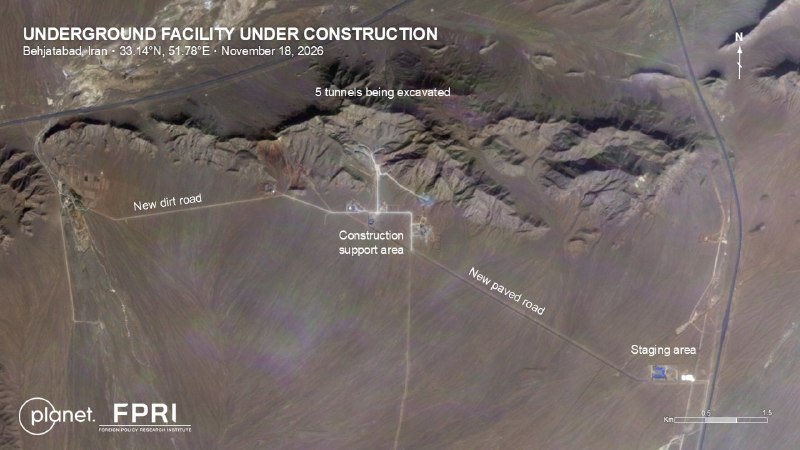 UNDERGROUND FACILITY UNDER CONSTRUCTION
Behjatabad, Iran · 33.14°N, 51.78°E · November 18, 2026
N
5 tunnels being excavated
New dirt road
Construction
support area
New paved road
Staging area
planet.
FPRI
FOREIGN POLICY RESEARCH INSTITUTE
Km
0.5
1.5